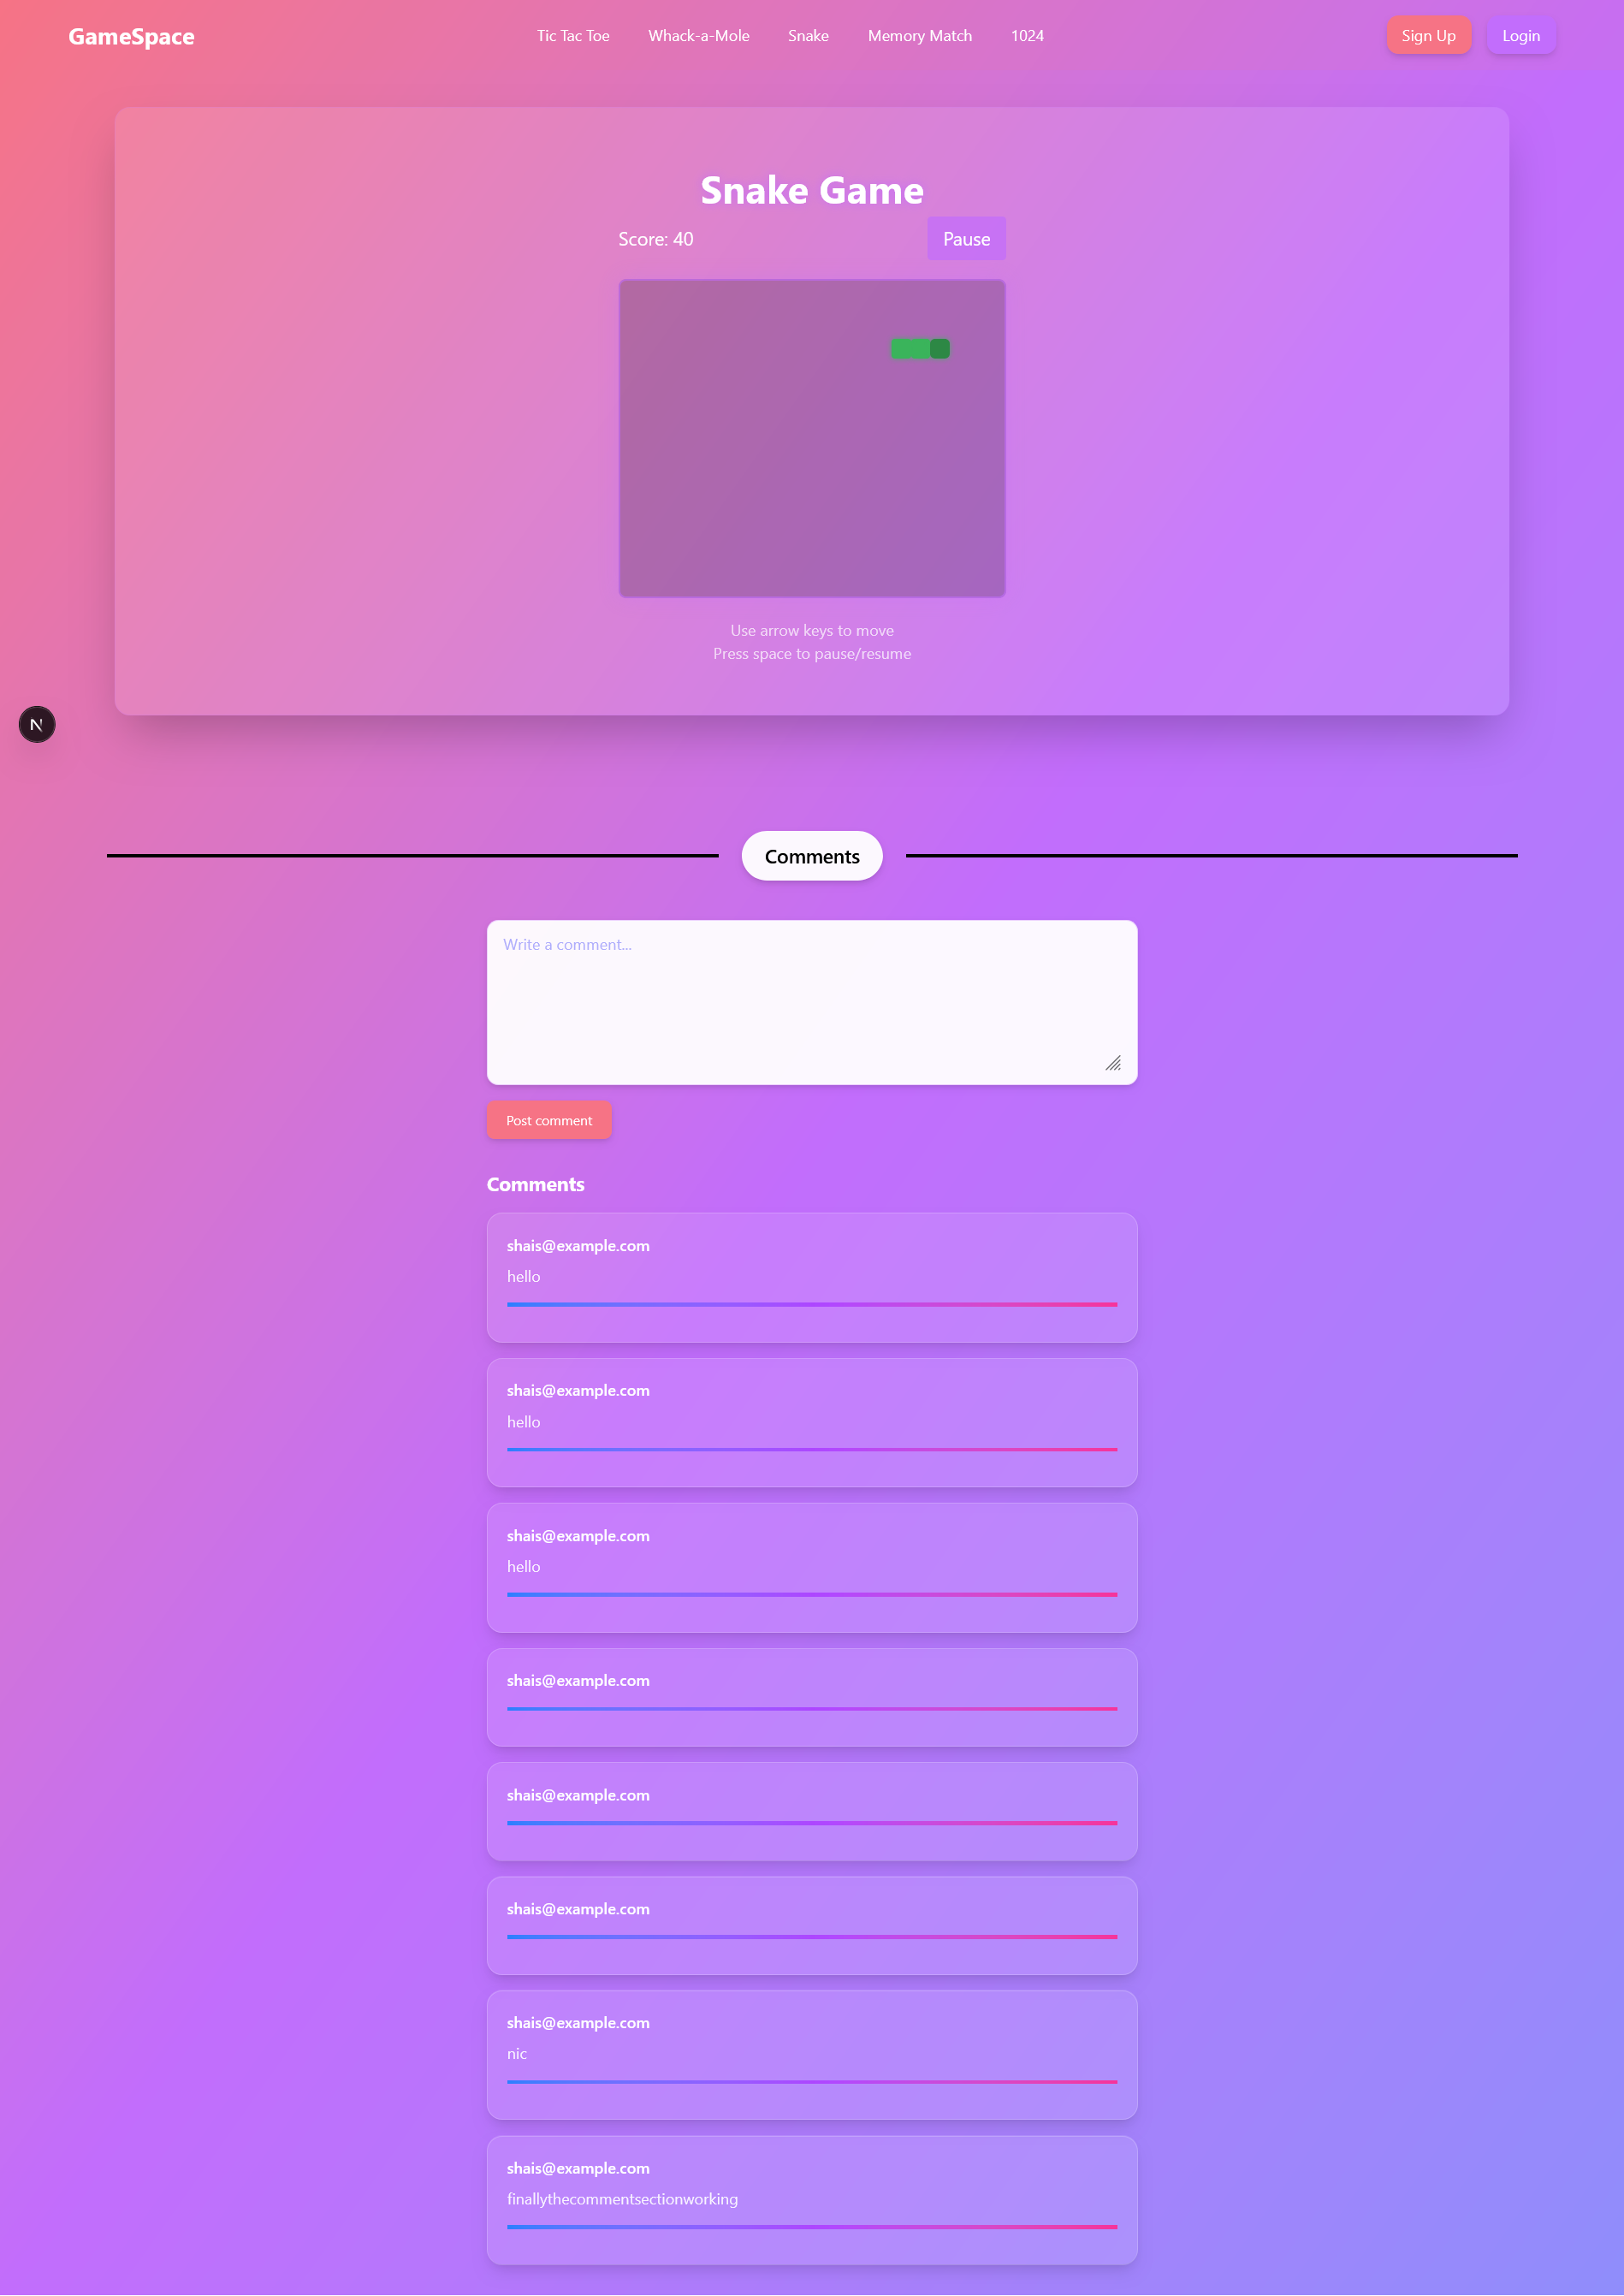 GameSpace
Tic Tac Toe
Whack-a-Mole
Snake
Memory Match
1024
Sign Up
Login
Snake Game
Score: 40
Pause
Use arrow keys to move
Press space to pause/resume
N
Comments
Write a comment...
Post comment
Comments
shais@example.com
hello
shais@example.com
hello
shais@example.com
hello
shais@example.com
shais@example.com
shais@example.com
shais@example.com
nic
shais@example.com
finallythecommentsectionworking